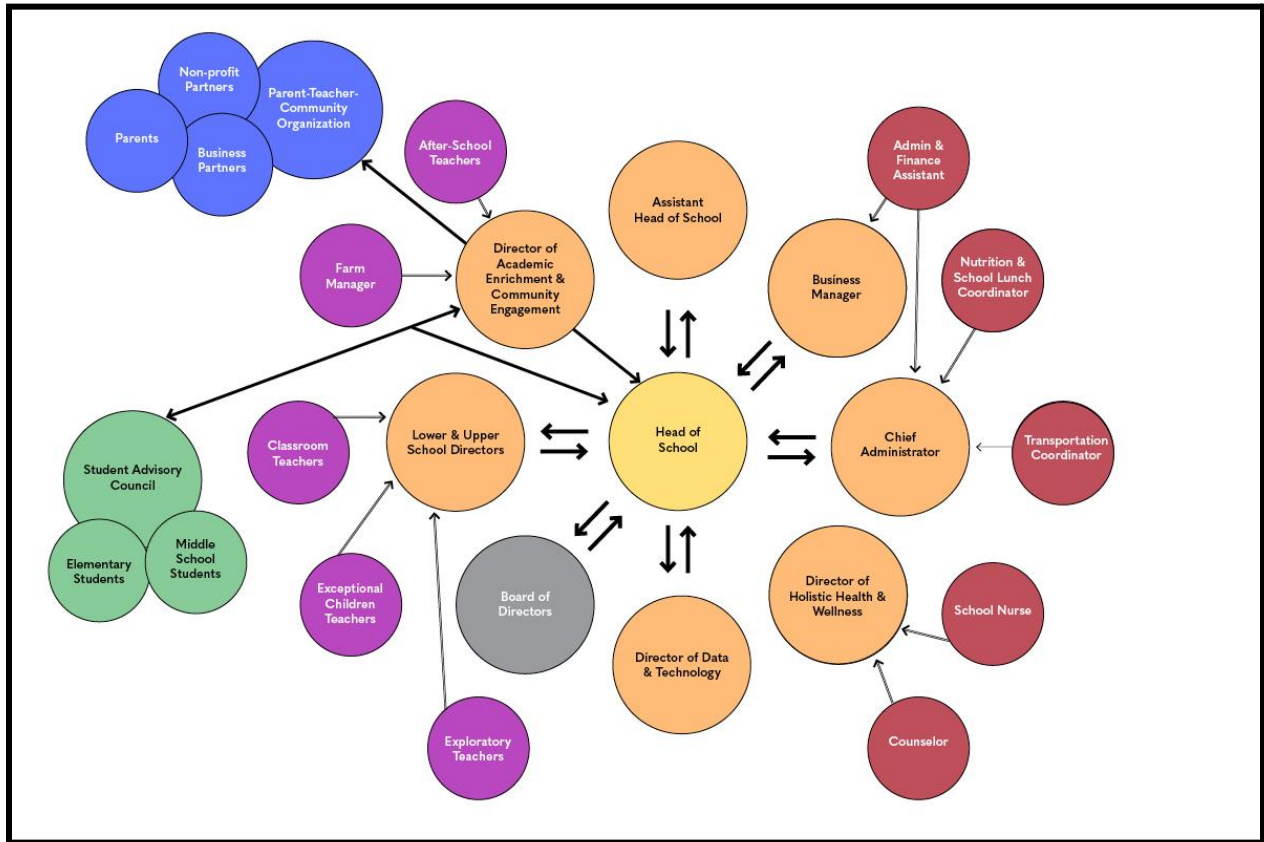 Non-profit
Partners
Parent-Teacher-
Community
Organization
Parents
Business
Partners
After-School
Teachers
Admin &
Finance
Assistant
Assistant
Head of School
Farm
Manager
Director of
Academic
Enrichment &
Community
Engagement
Business
Manager
Nutrition &
School Lunch
Coordinator
Classroom
Teachers
Lower & Upper
School Directors
Head of
School
Chief
Administrator
Transportation
Coordinator
Student Advisory
Council
Elementary
Students
Middle
School
Students
Exceptional
Children
Teachers
Board of
Directors
Director of
Holistic Health &
Wellness
School Nurse
Director of Data
& Technology
Exploratory
Teachers
Counselor